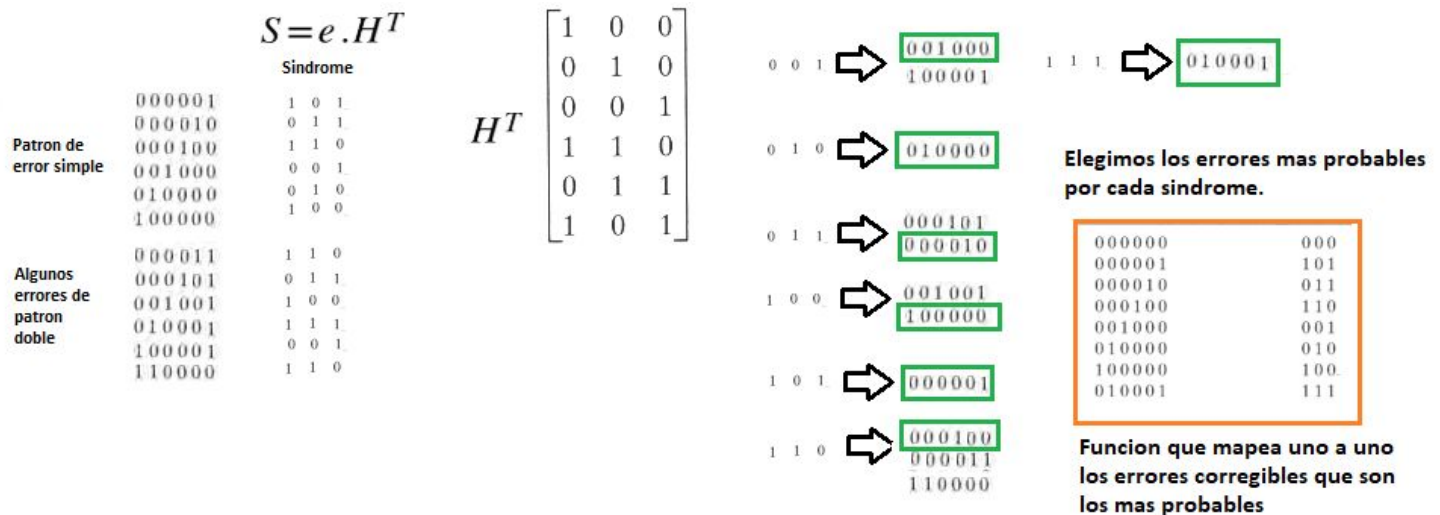 S = e . H^T
Sindrome
Patron de
error simple
000001 1 0 1
000010 0 1 1
000100 1 1 0
001000 0 0 1
010000 0 1 0
100000 1 0 0
Algunos
errores de
patron
doble
000011 1 1 0
000101 0 1 1
001001 1 0 0
010001 1 1 1
100001 0 0 1
110000 1 1 0
H^T
1 0 0
0 1 0
0 0 1
1 1 0
0 1 1
1 0 1
0 0 1
001000
100001
0 1 0
010000
0 1 1
000101
000010
1 0 0
001001
100000
1 0 1
000001
1 1 0
000100
000011
110000
1 1 1
010001
Elegimos los errores mas probables
por cada sindrome.
000000 000
000001 101
000010 011
000100 110
001000 001
010000 010
100000 100
010001 111
Funcion que mapea uno a uno
los errores corregibles que son
los mas probables